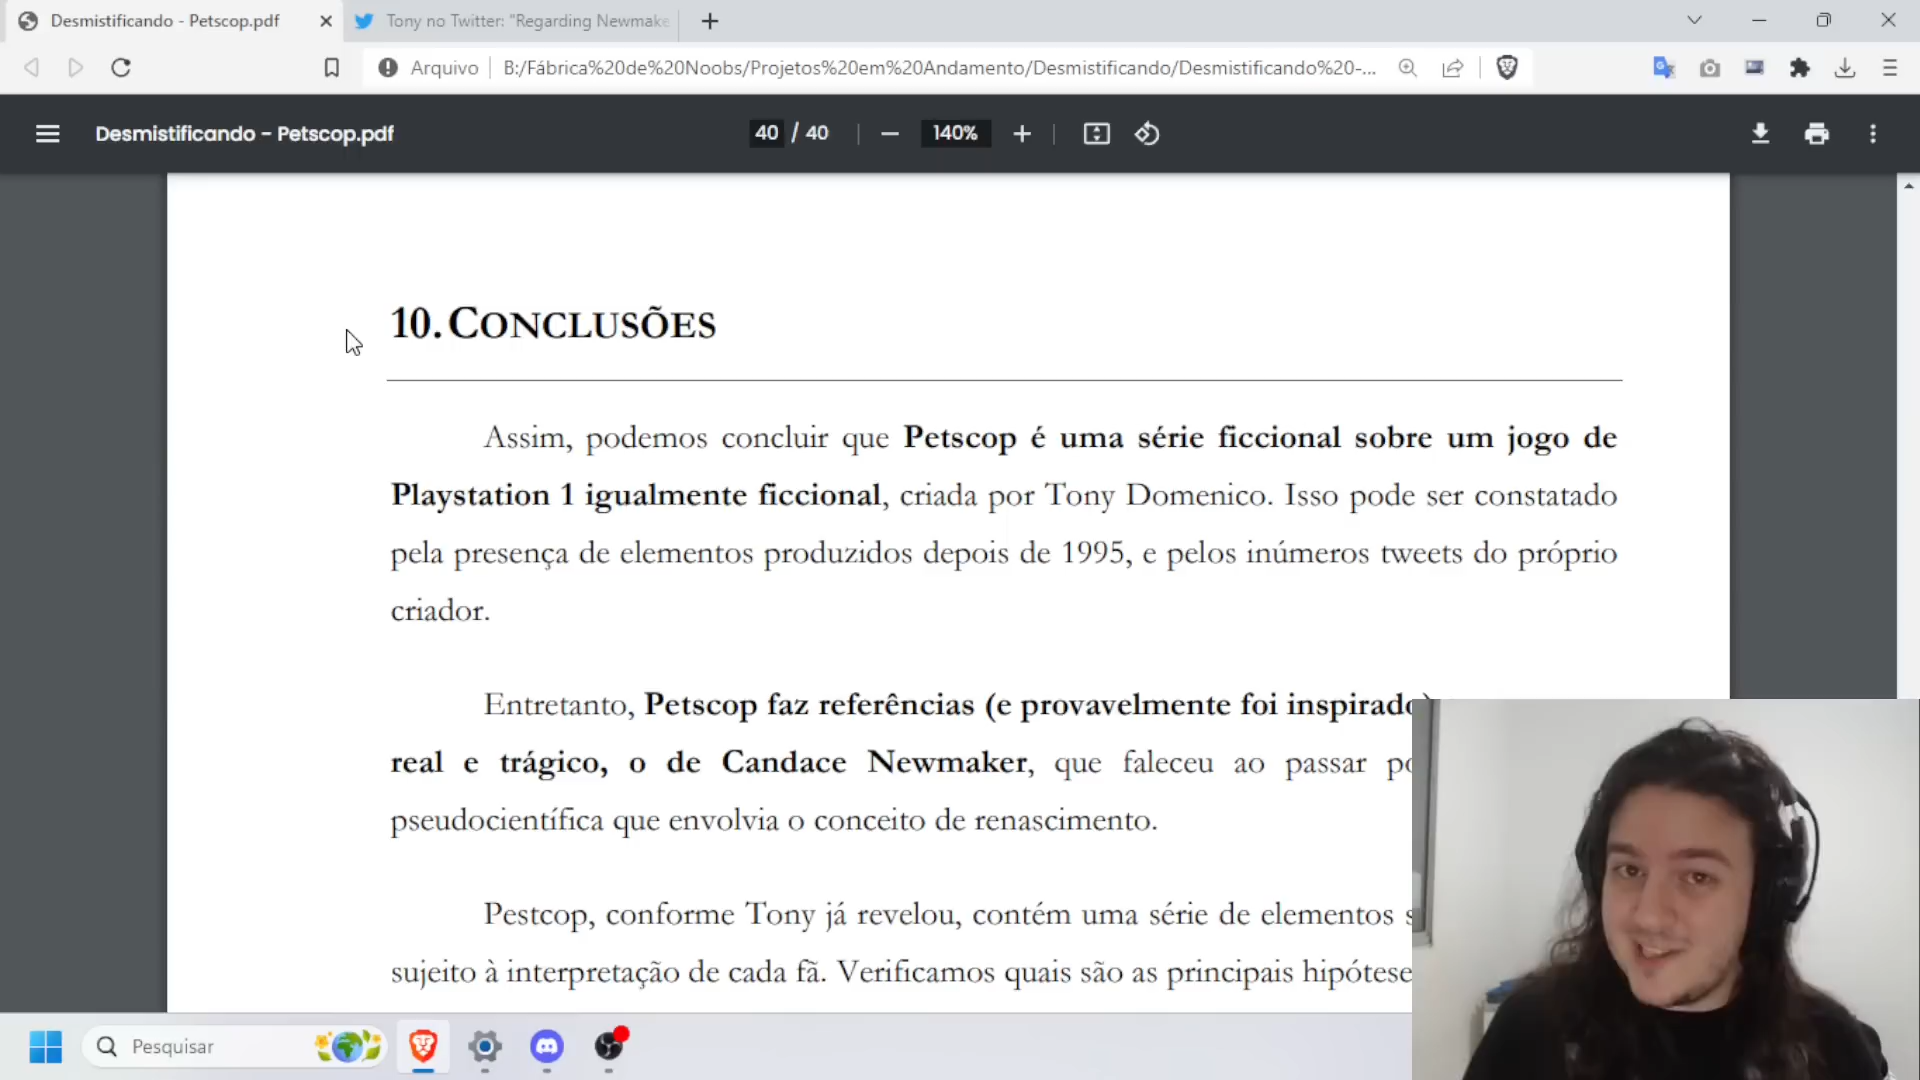 Desmistificando - Petscop.pdf
Tony no Twitter: "Regarding Newmake
Arquivo
B:/Fábrica%20de%20Noobs/Projetos%20em%20Andamento/Desmistificando/Desmistificando%20-...
Desmistificando - Petscop.pdf
40 / 40
140%
10. CONCLUSÕES
Assim, podemos concluir que Petscop é uma série ficcional sobre um jogo de
Playstation 1 igualmente ficcional, criada por Tony Domenico. Isso pode ser constatado
pela presença de elementos produzidos depois de 1995, e pelos inúmeros tweets do próprio
criador.
Entretanto, Petscop faz referências (e provavelmente foi inspirado)
real e trágico, o de Candace Newmaker, que faleceu ao passar po
pseudocientífica que envolvia o conceito de renascimento.
Pestcop, conforme Tony já revelou, contém uma série de elementos s
sujeito à interpretação de cada fã. Verificamos quais são as principais hipótese
Pesquisar